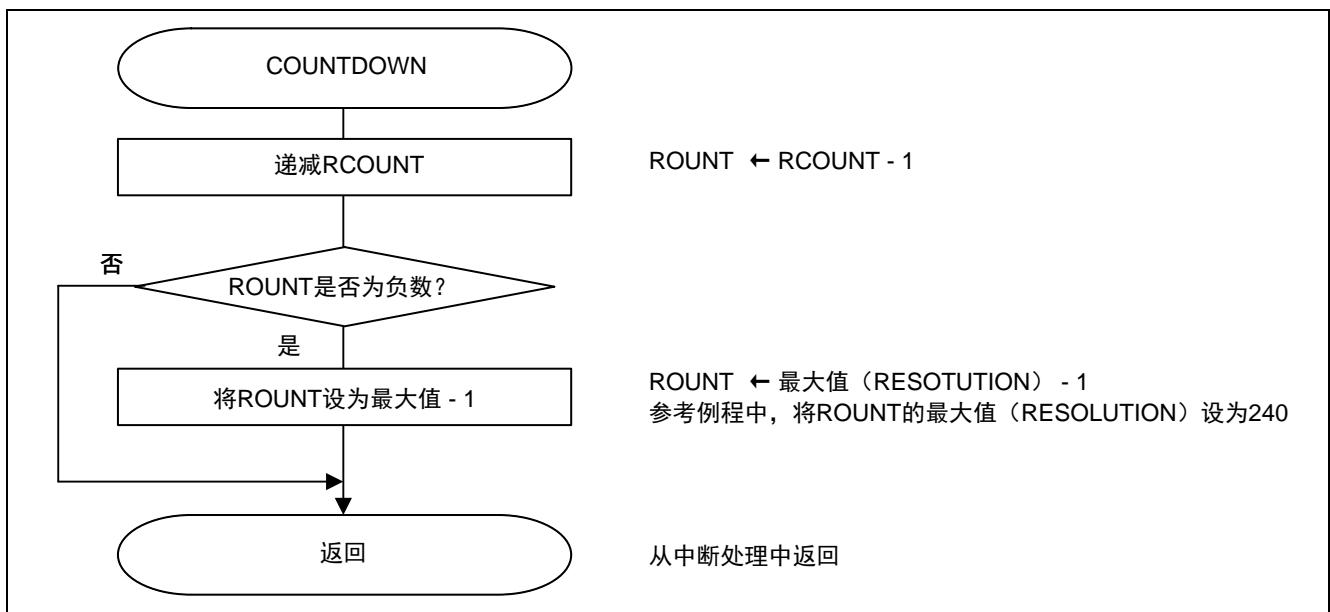 COUNTDOWN
递减RCOUNT
ROUNT ← RCOUNT - 1
否
ROUNT是否为负数？
是
将ROUNT设为最大值 - 1
ROUNT ← 最大值（RESOTUTION） - 1
参考例程中，将ROUNT的最大值（RESOLUTION）设为240
返回
从中断处理中返回